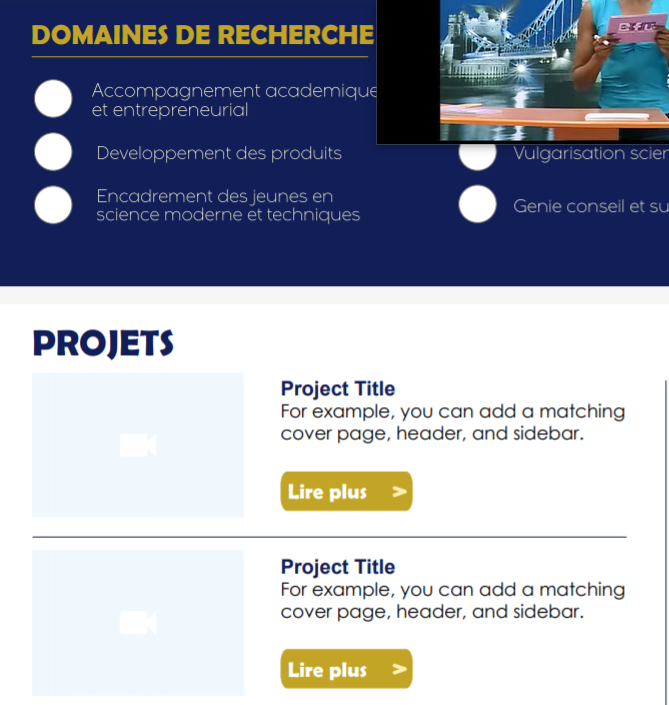 DOMAINES DE RECHERCHE
Accompagnement academique
et entrepreneurial
Developpement des produits
Encadrement des jeunes en
science moderne et techniques
Vulgarisation scier
Genie conseil et su
PROJETS
Project Title
For example, you can add a matching
cover page, header, and sidebar.
Lire plus >
Project Title
For example, you can add a matching
cover page, header, and sidebar.
Lire plus >